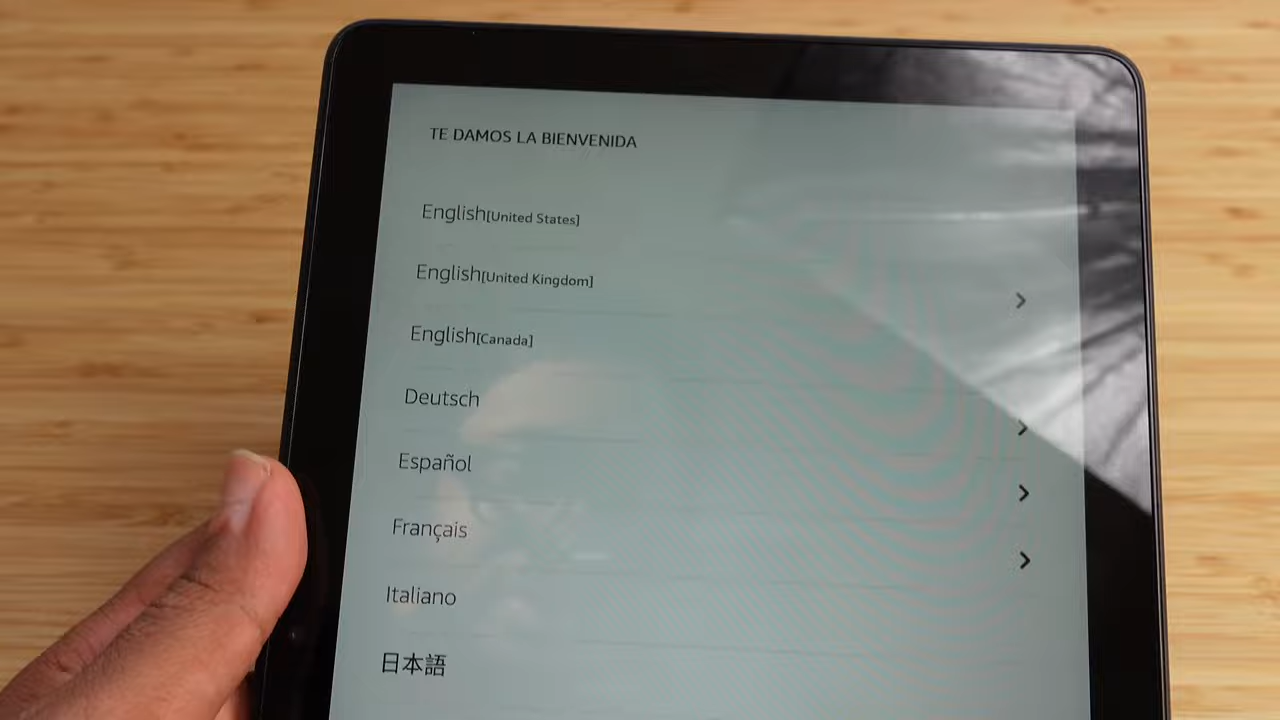 TE DAMOS LA BIENVENIDA
English[United States]
English[United Kingdom]
English[Canada]
Deutsch
Español
Français
Italiano
日本語